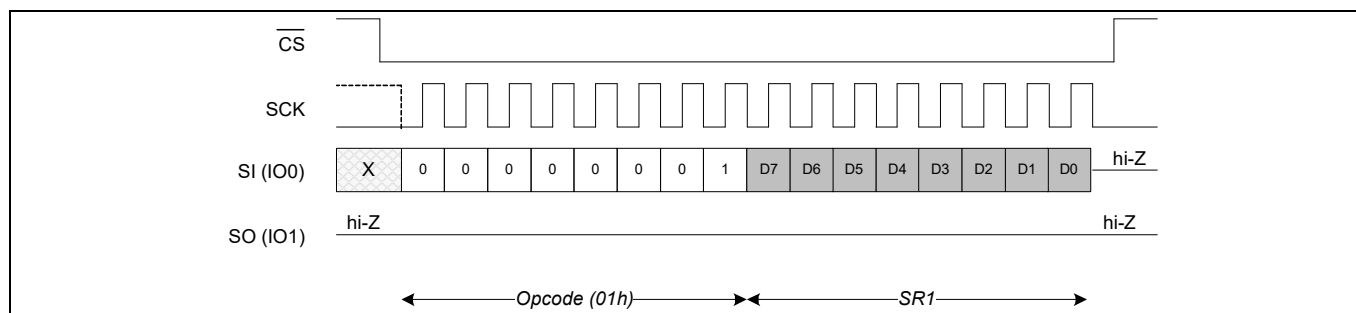 CS
SCK
SI (IO0) X 0 0 0 0 0 0 0 1 D7 D6 D5 D4 D3 D2 D1 D0 hi-Z
hi-Z hi-Z
SO (IO1)
Opcode (01h) SR1